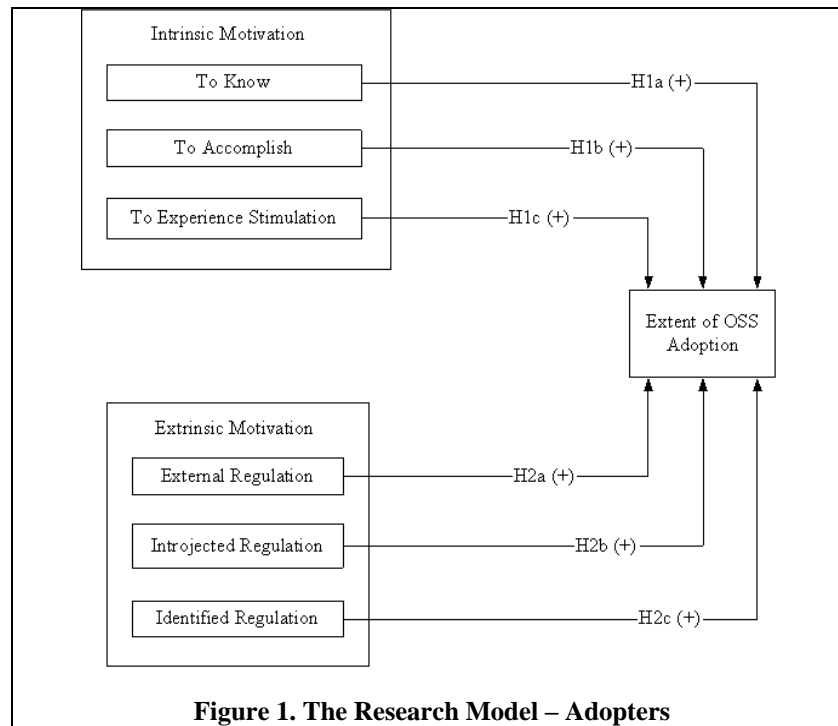 Intrinsic Motivation
To Know
H1a (+)
To Accomplish
H1b (+)
To Experience Stimulation
H1c (+)
Extent of OSS
Adoption
Extrinsic Motivation
External Regulation
H2a (+)
Introjected Regulation
H2b (+)
Identified Regulation
H2c (+)
Figure 1. The Research Model – Adopters